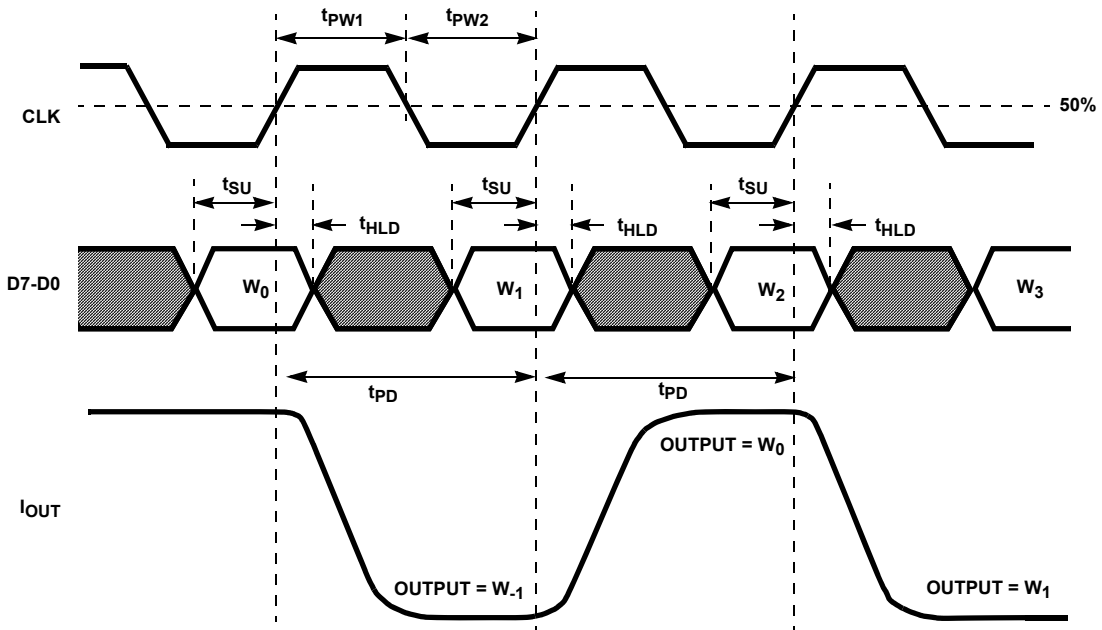 tPW1 tPW2
CLK
50%
tSU tSU tSU
tHLD tHLD tHLD
D7-D0
W0 W1 W2 W3
tPD tPD
OUTPUT = W0
IOUT
OUTPUT = W-1 OUTPUT = W1